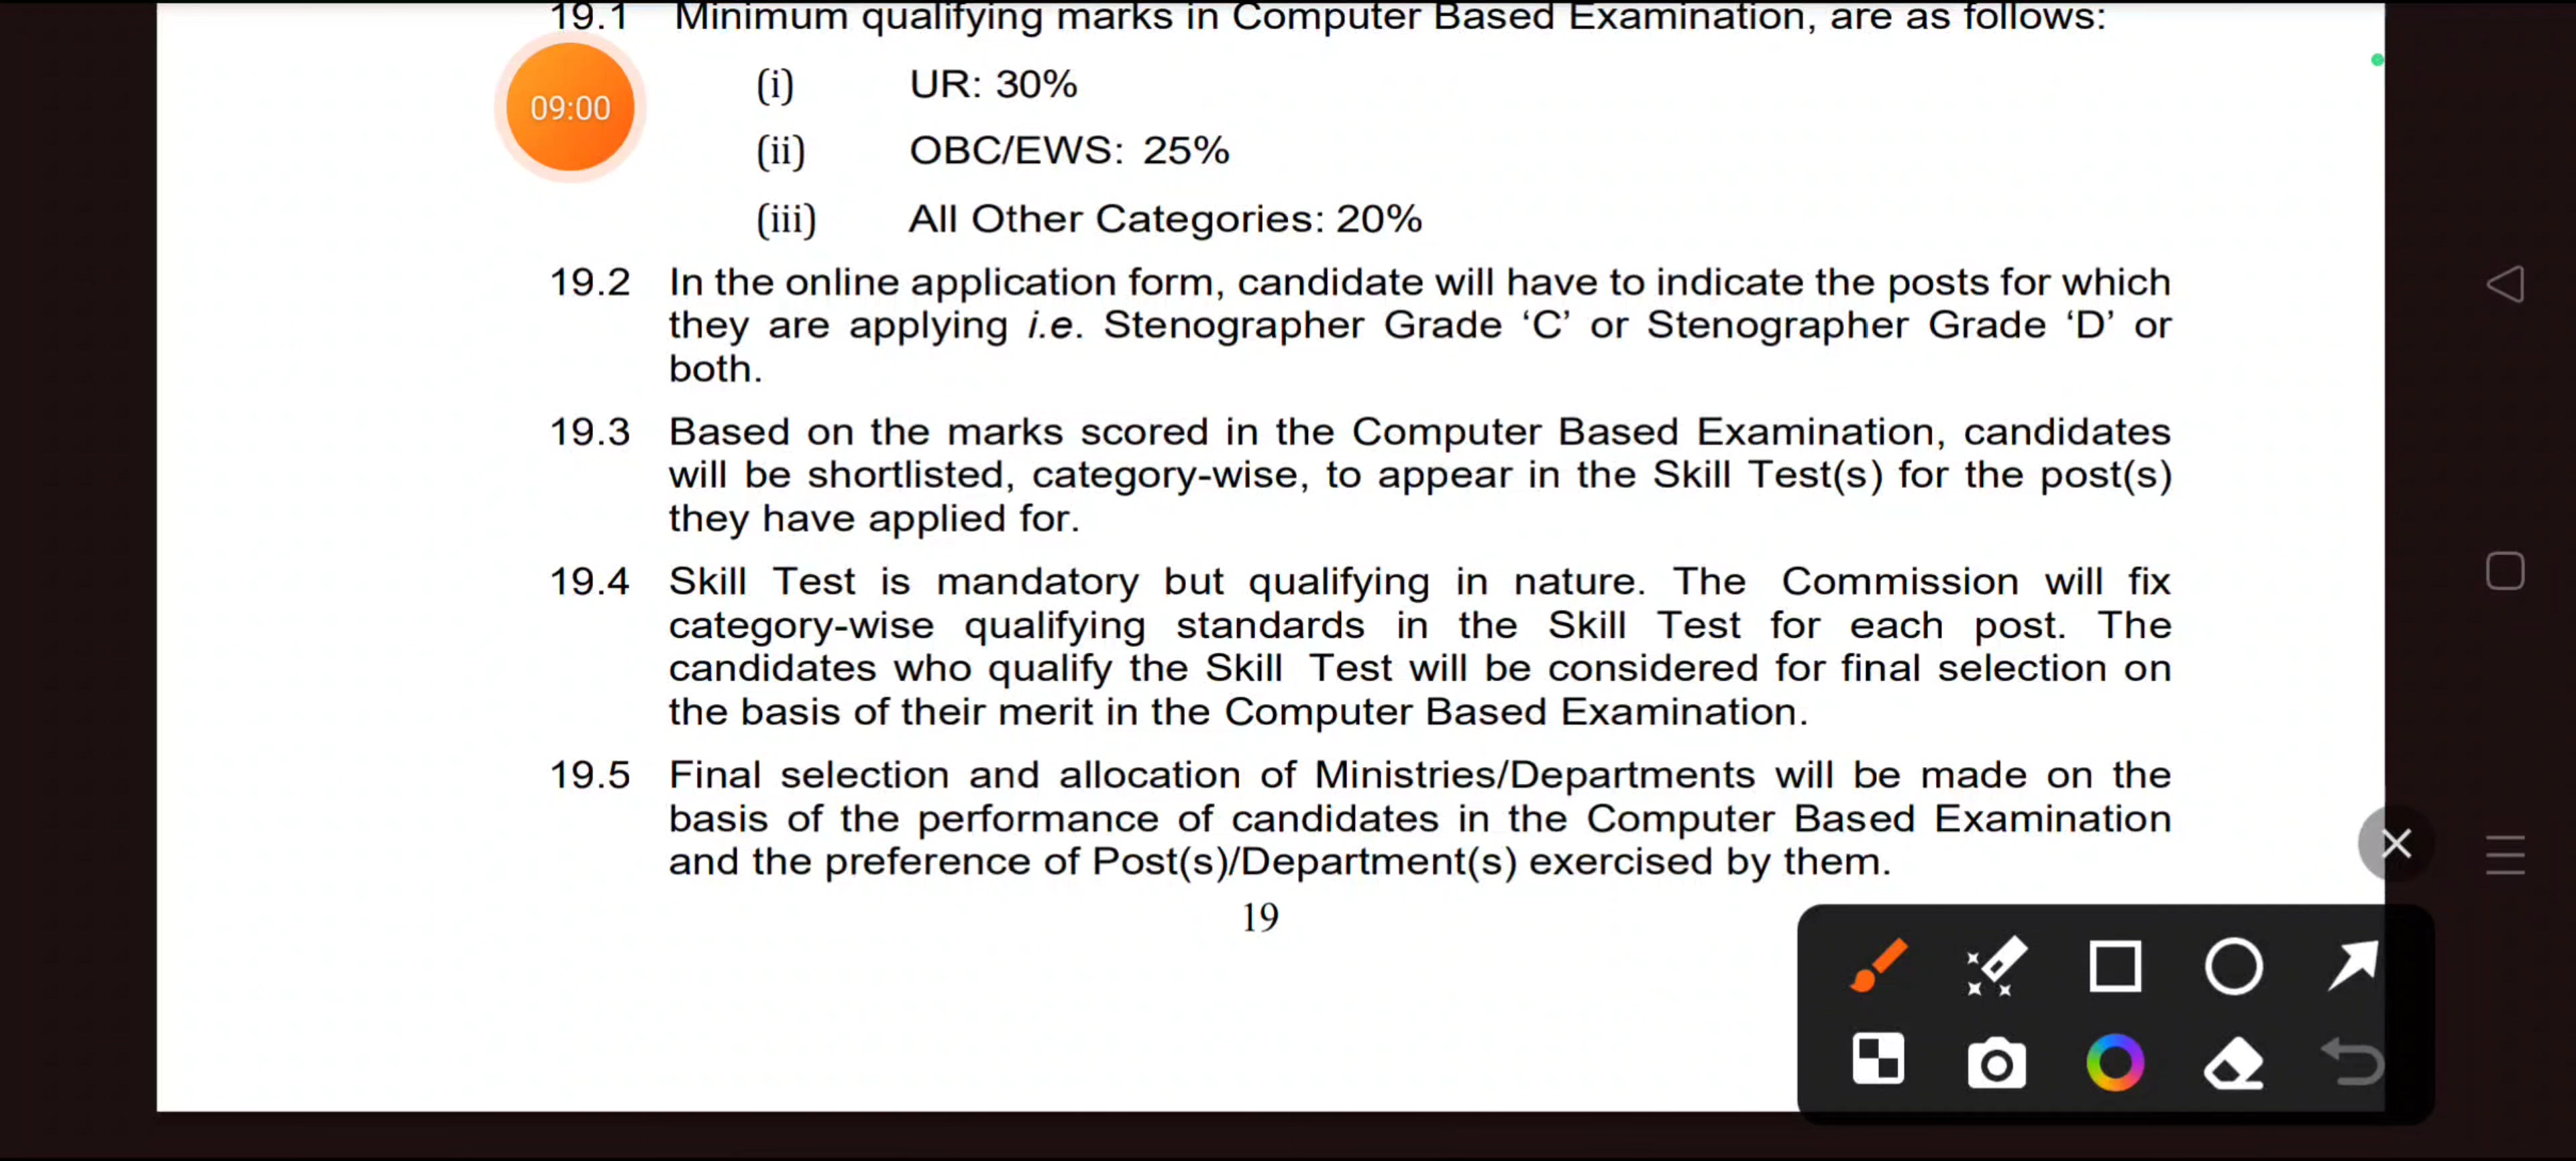 19.1 Minimum qualifying marks in Computer Based Examination, are as follows:
09:00
(i) UR: 30%
(ii) OBC/EWS: 25%
(iii) All Other Categories: 20%
19.2 In the online application form, candidate will have to indicate the posts for which
they are applying i.e. Stenographer Grade ‘C’ or Stenographer Grade ‘D’ or
both.
19.3 Based on the marks scored in the Computer Based Examination, candidates
will be shortlisted, category-wise, to appear in the Skill Test(s) for the post(s)
they have applied for.
19.4 Skill Test is mandatory but qualifying in nature. The Commission will fix
category-wise qualifying standards in the Skill Test for each post. The
candidates who qualify the Skill Test will be considered for final selection on
the basis of their merit in the Computer Based Examination.
19.5 Final selection and allocation of Ministries/Departments will be made on the
basis of the performance of candidates in the Computer Based Examination
and the preference of Post(s)/Department(s) exercised by them.
19